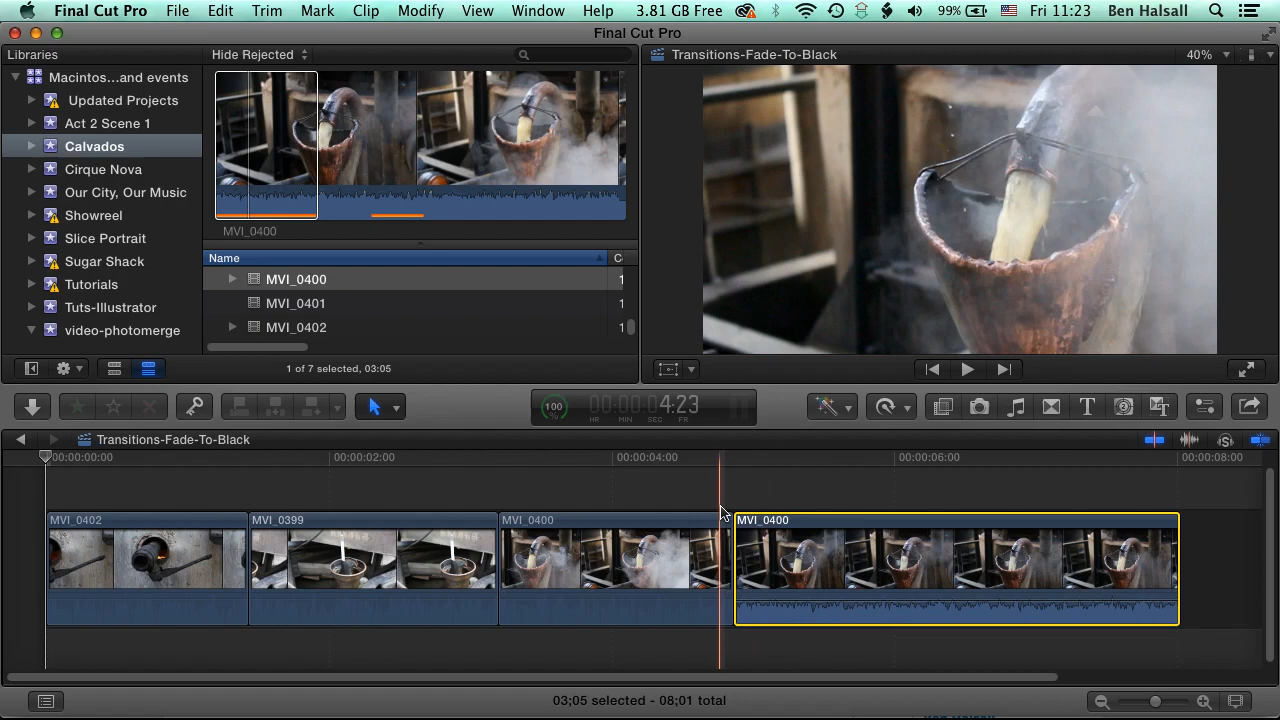 Final Cut Pro File Edit Trim Mark Clip Modify View Window Help 3.81 GB Free 99% Fri 11:23 Ben Halsall
Final Cut Pro
Libraries Hide Rejected Transitions-Fade-To-Black 40%
Macintos...and events
Updated Projects
Act 2 Scene 1
Calvados
Cirque Nova
Our City, Our Music
Showreel
Slice Portrait
Sugar Shack
Tutorials
Tuts-Illustrator
video-photomerge
MVI_0400
Name C
MVI_0400 1
MVI_0401 1
MVI_0402 1
1 of 7 selected, 03:05
100 % 00:00:04:23
HR MIN SEC FR
Transitions-Fade-To-Black
00:00:00:00 00:00:02:00 00:00:04:00 00:00:06:00 00:00:08:00
MVI_0402 MVI_0399 MVI_0400 MVI_0400
03;05 selected - 08;01 total